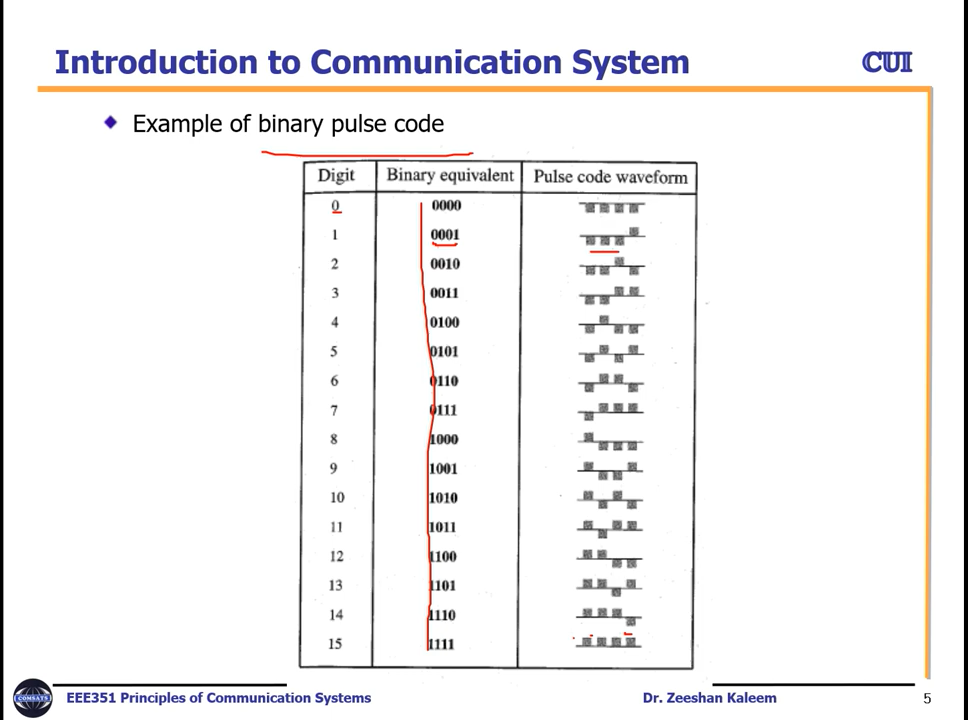 Introduction to Communication System
CUI
Example of binary pulse code
Digit Binary equivalent Pulse code waveform
0 0000
1 0001
2 0010
3 0011
4 0100
5 0101
6 0110
7 0111
8 1000
9 1001
10 1010
11 1011
12 1100
13 1101
14 1110
15 1111
COMSATS
EEE351 Principles of Communication Systems
Dr. Zeeshan Kaleem
5